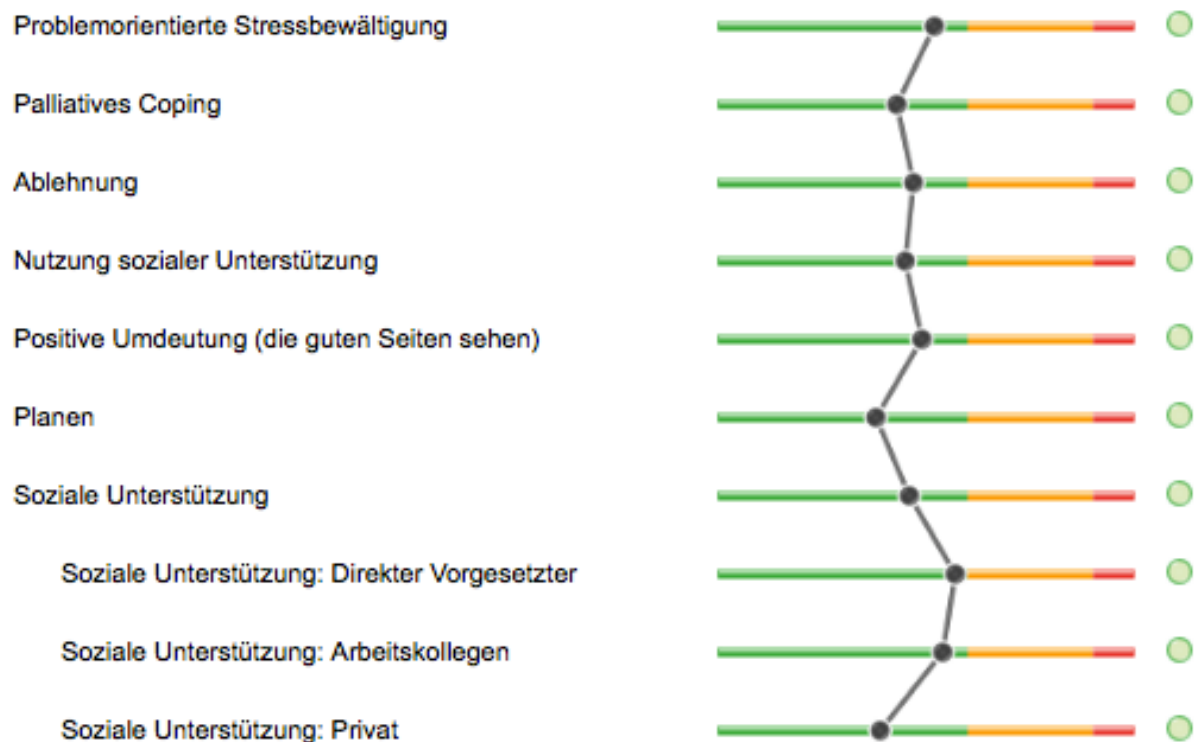 Problemorientierte Stressbewältigung
Palliatives Coping
Ablehnung
Nutzung sozialer Unterstützung
Positive Umdeutung (die guten Seiten sehen)
Planen
Soziale Unterstützung
Soziale Unterstützung: Direkter Vorgesetzter
Soziale Unterstützung: Arbeitskollegen
Soziale Unterstützung: Privat